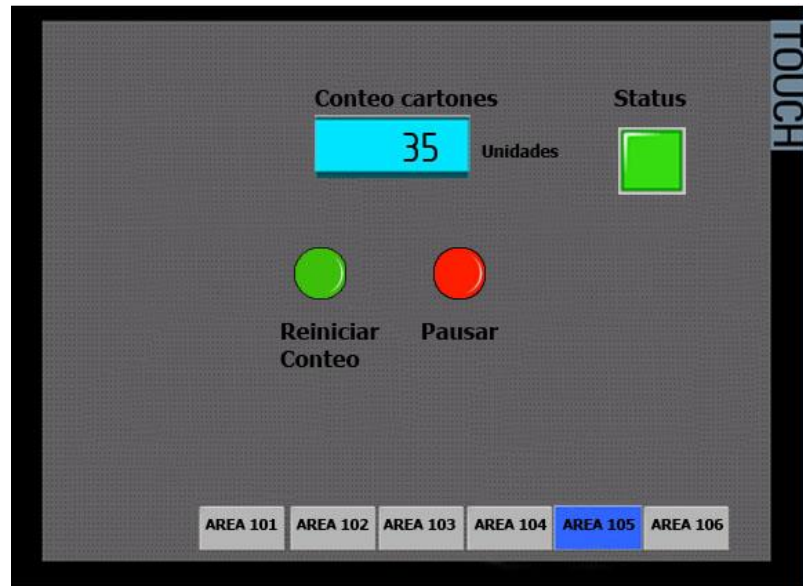 TOUCH
Conteo cartones
Status
35
Unidades
Reiniciar
Conteo
Pausar
AREA 101
AREA 102
AREA 103
AREA 104
AREA 105
AREA 106